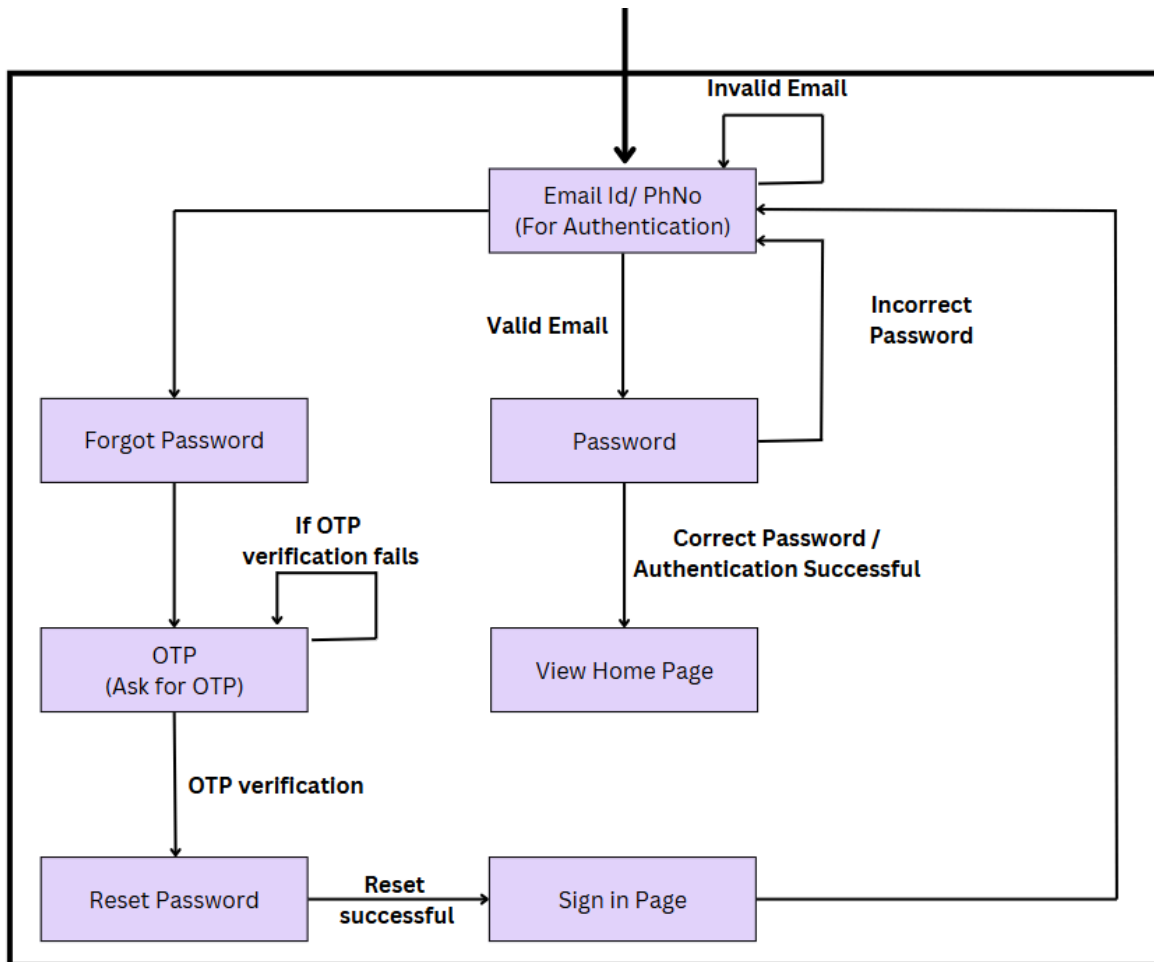 Invalid Email
Email Id/ PhNo
(For Authentication)
Valid Email
Incorrect
Password
Forgot Password
Password
If OTP
verification fails
Correct Password /
Authentication Successful
OTP
(Ask for OTP)
View Home Page
OTP verification
Reset Password
Reset
successful
Sign in Page